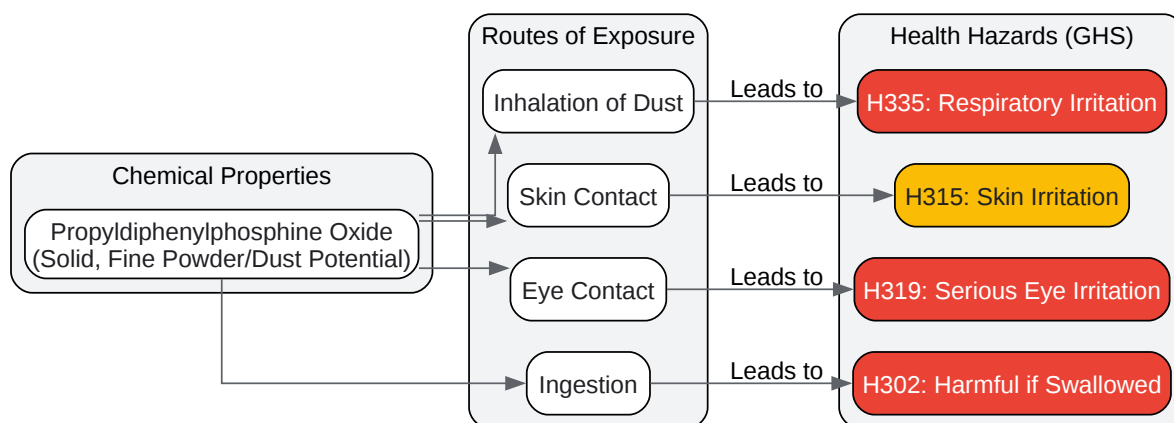 Routes of Exposure
Health Hazards (GHS)
Inhalation of Dust
Leads to
H335: Respiratory Irritation
Chemical Properties
Propyldiphenylphosphine Oxide
(Solid, Fine Powder/Dust Potential)
Skin Contact
Leads to
H315: Skin Irritation
Eye Contact
Leads to
H319: Serious Eye Irritation
Ingestion
Leads to
H302: Harmful if Swallowed